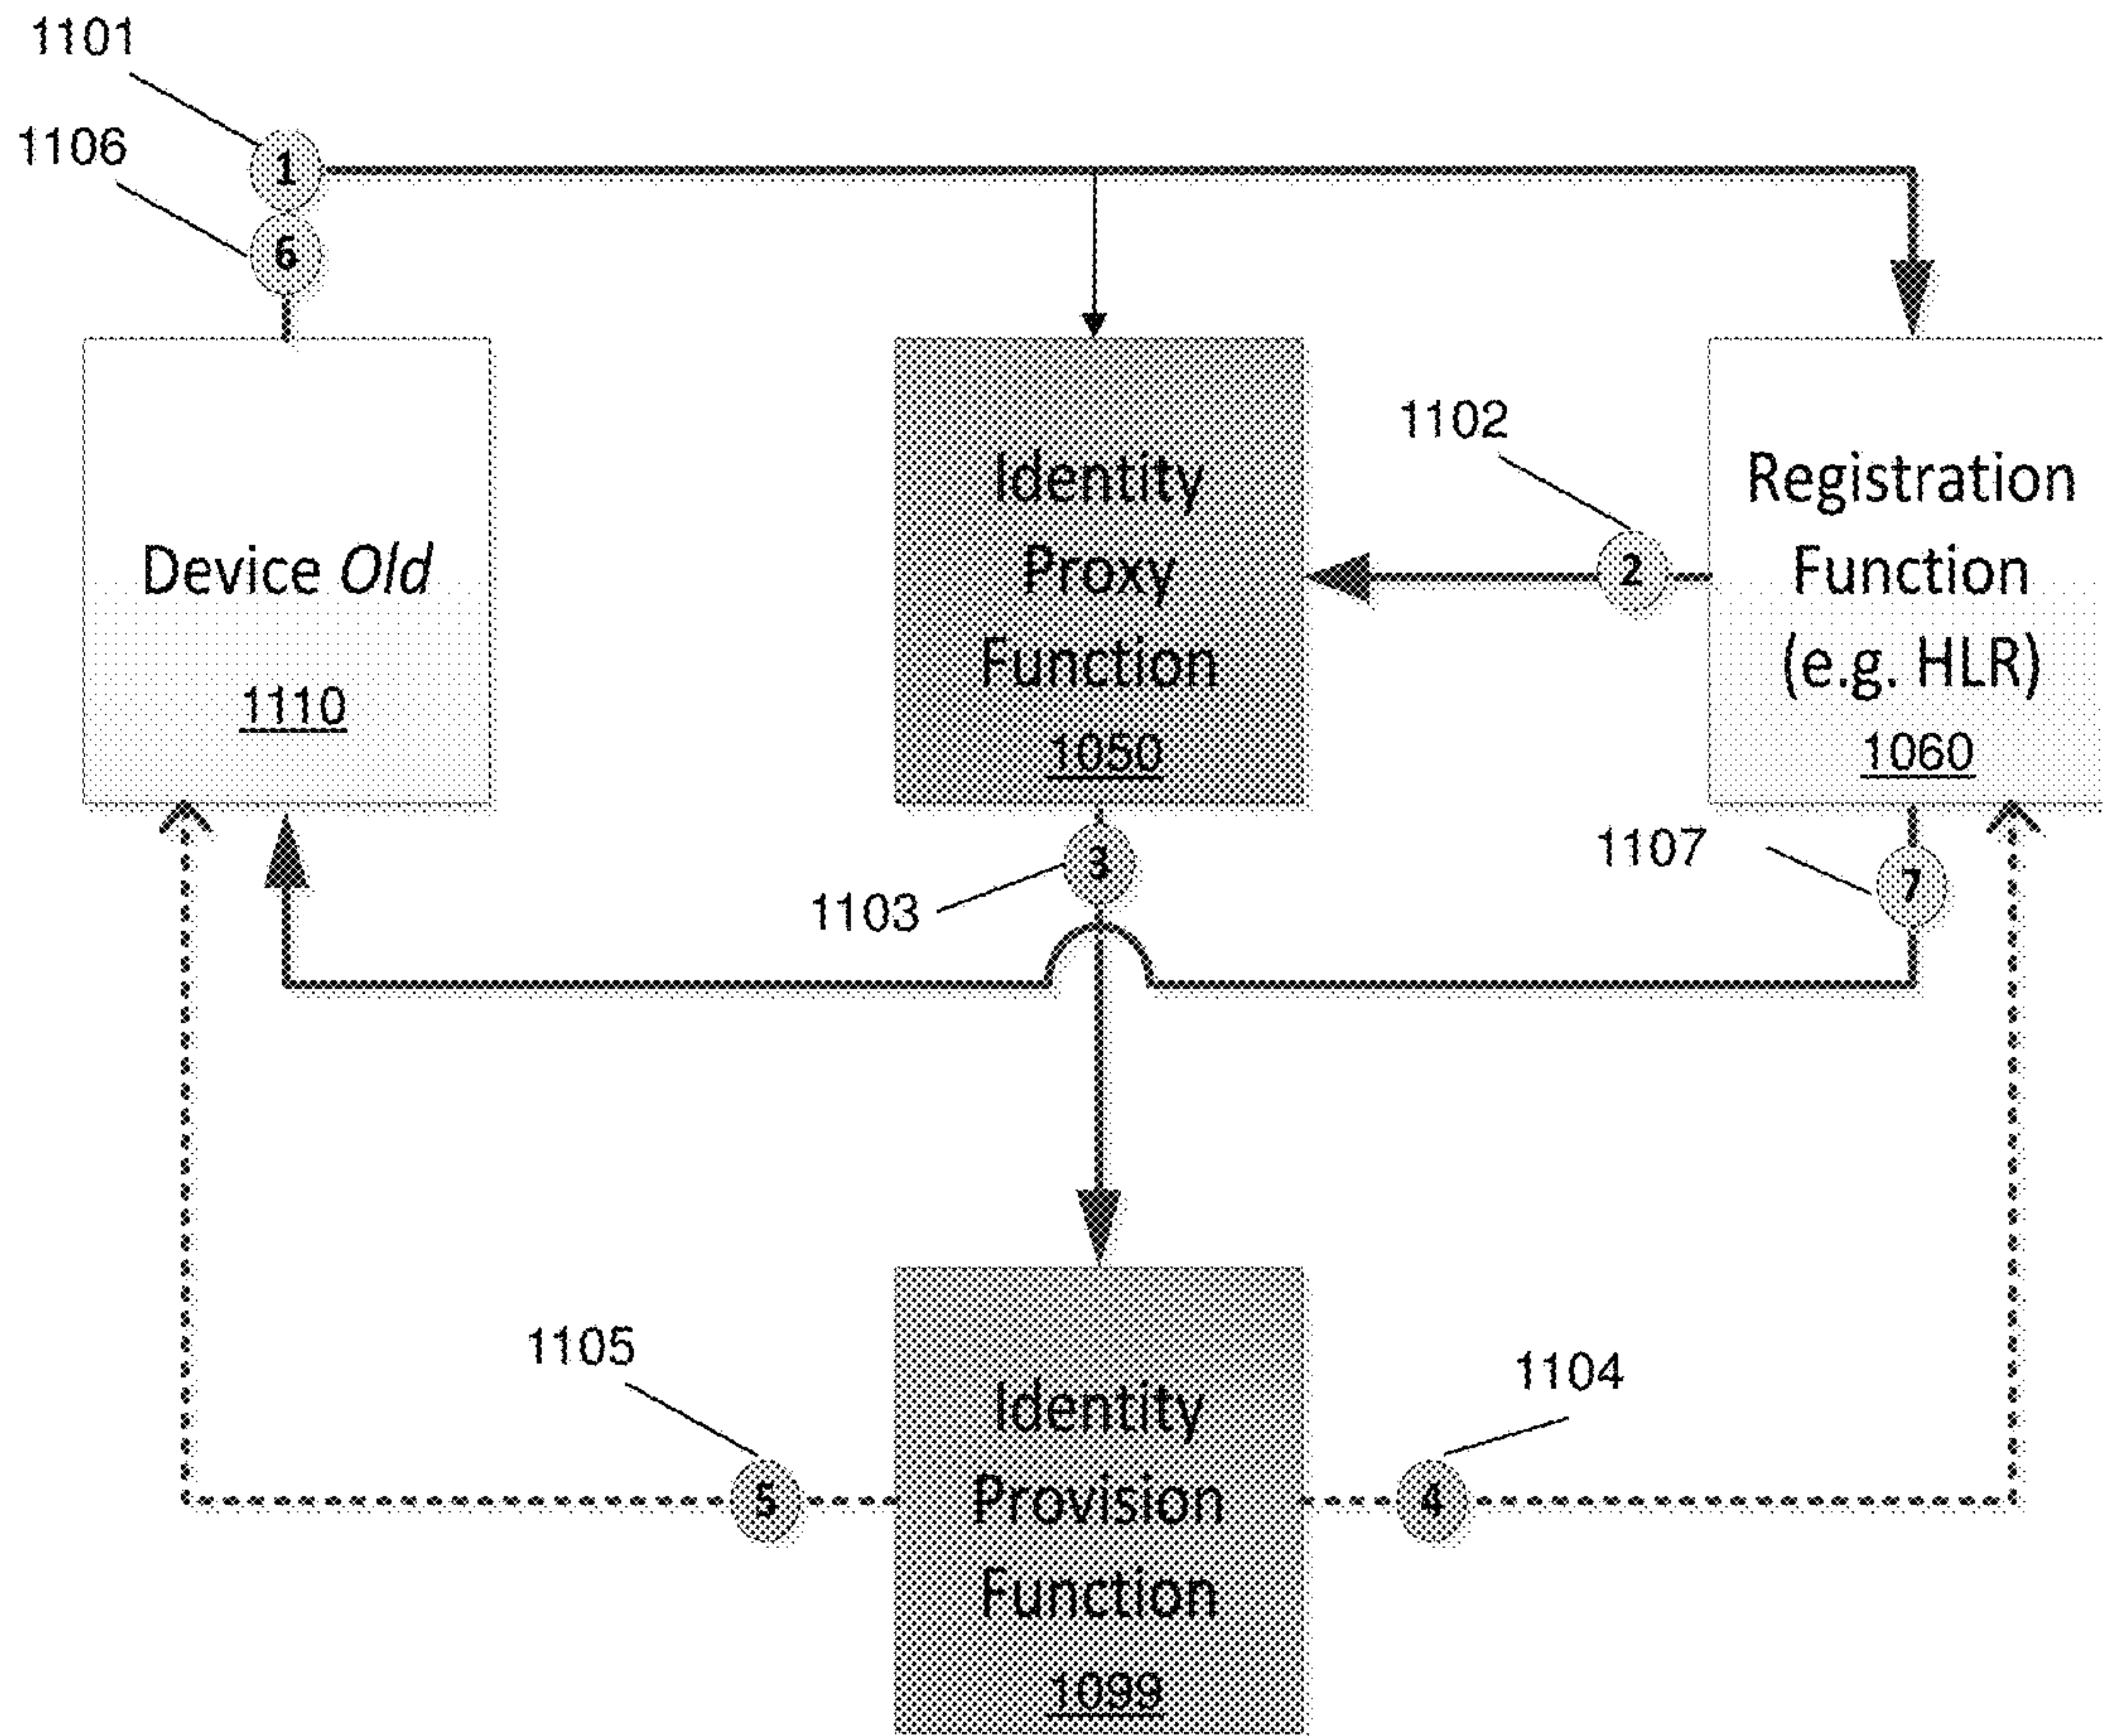 1101
1106
1
6
Device Old
1110
Identity
Proxy
Function
1050
1102
2
Registration
Function
(e.g. HLR)
1060
3
1103
1107
7
1105
5
Identity
Provision
Function
1099
1104
4